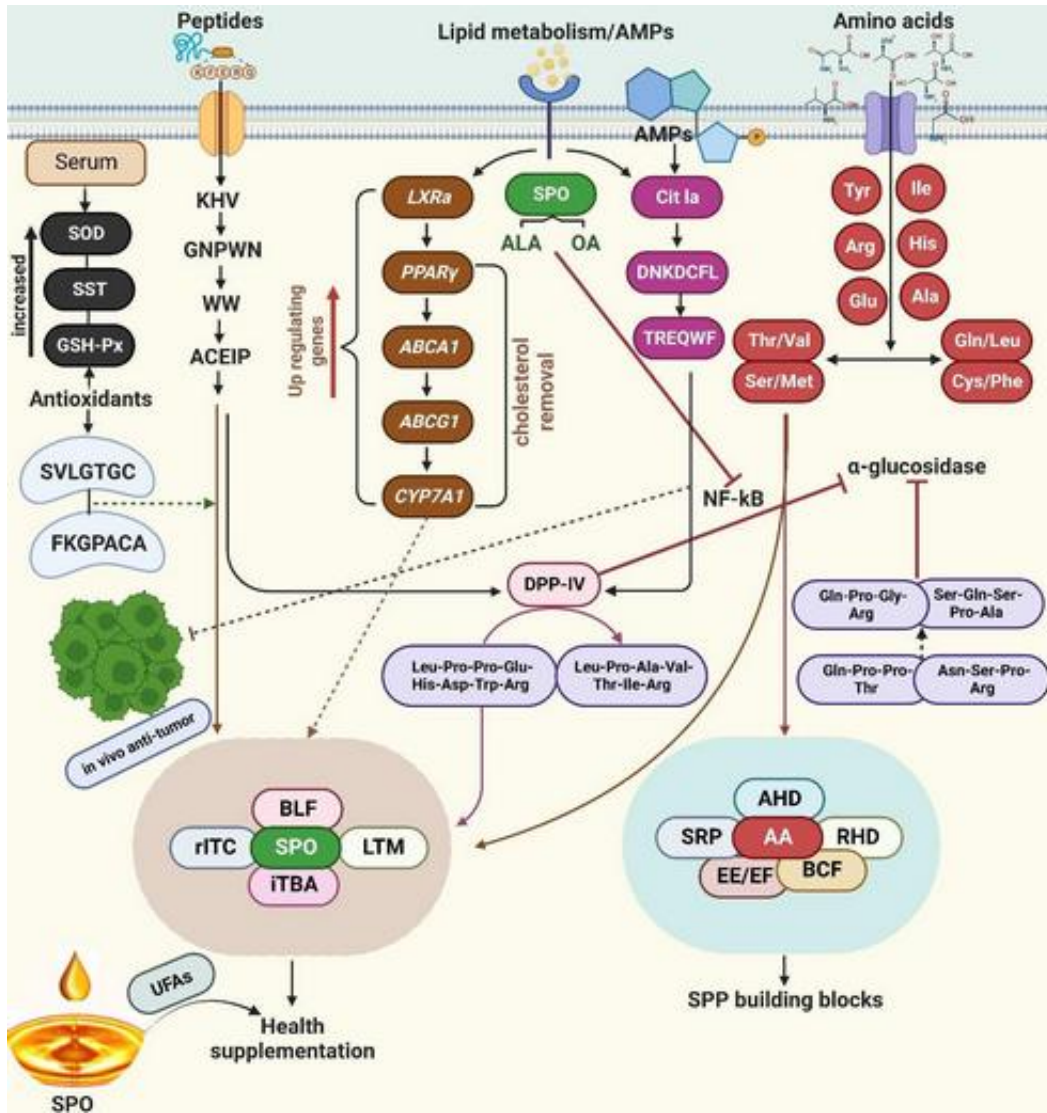 Peptides
Lipid metabolism/AMPs
Amino acids
K F E R Q
AMPs
P
Serum
SOD
SST
GSH-Px
increased
Antioxidants
SVLGTGC
FKGPACA
KHV
GNPWN
WW
ACEIP
Up regulating
genes
LXRa
PPARγ
ABCA1
ABCG1
CYP7A1
cholesterol
removal
SPO
ALA
OA
Cit la
DNKDCFL
TREQWF
Tyr
Ile
Arg
His
Glu
Ala
Thr/Val
Ser/Met
Gln/Leu
Cys/Phe
NF-kB
α-glucosidase
DPP-IV
Leu-Pro-Pro-Glu-
His-Asp-Trp-Arg
Leu-Pro-Ala-Val-
Thr-Ile-Arg
Gln-Pro-Gly-
Arg
Ser-Gln-Ser-
Pro-Ala
Gln-Pro-Pro-
Thr
Asn-Ser-Pro-
Arg
in vivo anti-tumor
BLF
rITC
SPO
LTM
iTBA
AHD
SRP
AA
RHD
EE/EF
BCF
UFAs
SPO
Health
supplementation
SPP building blocks